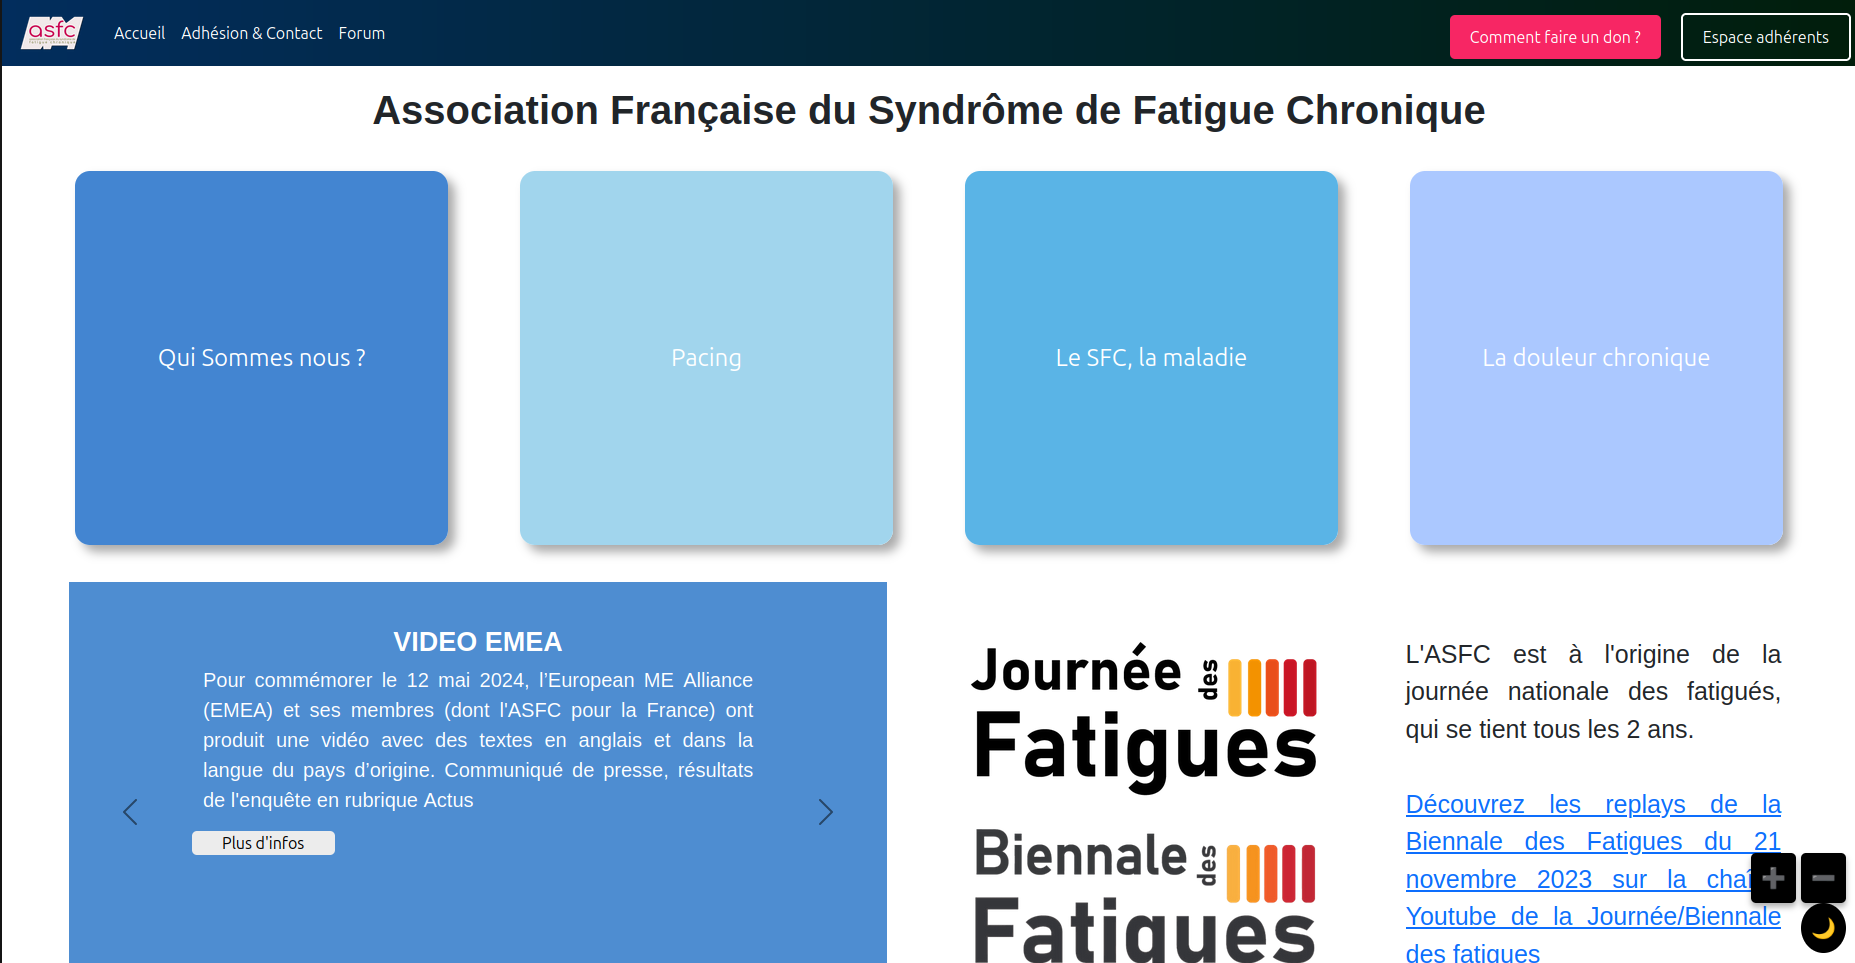 asfc
Accueil Adhésion & Contact Forum
Comment faire un don ? Espace adhérents
Association Française du Syndrôme de Fatigue Chronique
Qui Sommes nous ?
Pacing
Le SFC, la maladie
La douleur chronique
VIDEO EMEA
Pour commémorer le 12 mai 2024, l’European ME Alliance
(EMEA) et ses membres (dont l'ASFC pour la France) ont
produit une vidéo avec des textes en anglais et dans la
langue du pays d’origine. Communiqué de presse, résultats
de l'enquête en rubrique Actus
Plus d'infos
Journée des
Fatigues
Biennale des
Fatigues
L'ASFC est à l'origine de la
journée nationale des fatigués,
qui se tient tous les 2 ans.
Découvrez les replays de la
Biennale des Fatigues du 21
novembre 2023 sur la
Youtube de la Journée/Biennale
des fatigues